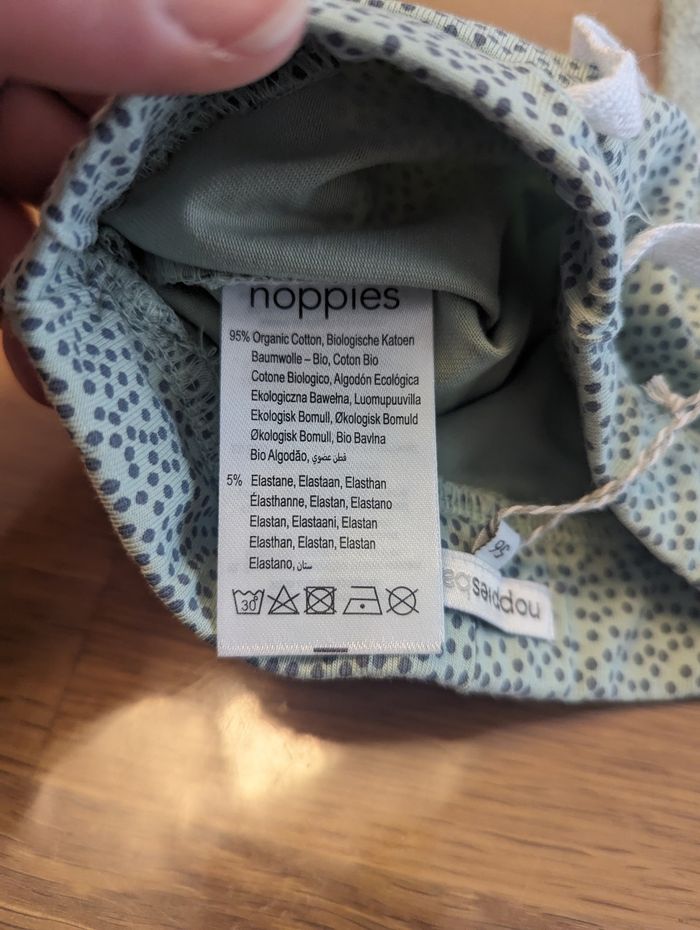 noppies
95% Organic Cotton, Biologische Katoen
Baumwolle – Bio, Coton Bio
Cotone Biologico, Algodón Ecológica
Ekologiczna Bawełna, Luomupuuvilla
Ekologisk Bomull, Økologisk Bomuld
Økologisk Bomull, Bio Bavlna
Bio Algodão, قطن عضوي
5% Elastane, Elastaan, Elasthan
Élasthanne, Elastan, Elastano
Elastan, Elastaani, Elastan
Elasthan, Elastan, Elastan
Elastano, ستان
30
56
noppies